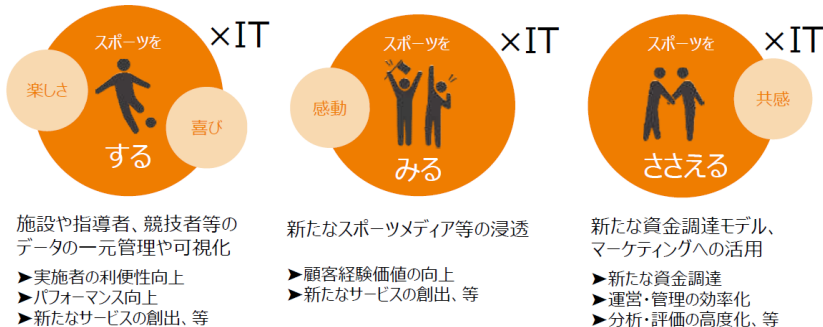 スポーツを
×IT
楽しさ
喜び
する
施設や指導者、競技者等の
データの一元管理や可視化
➤実施者の利便性向上
➤パフォーマンス向上
➤新たなサービスの創出、等
スポーツを
×IT
感動
みる
新たなスポーツメディア等の浸透
➤顧客経験価値の向上
➤新たなサービスの創出、等
スポーツを
×IT
共感
ささえる
新たな資金調達モデル、
マーケティングへの活用
➤新たな資金調達
➤運営・管理の効率化
➤分析・評価の高度化、等